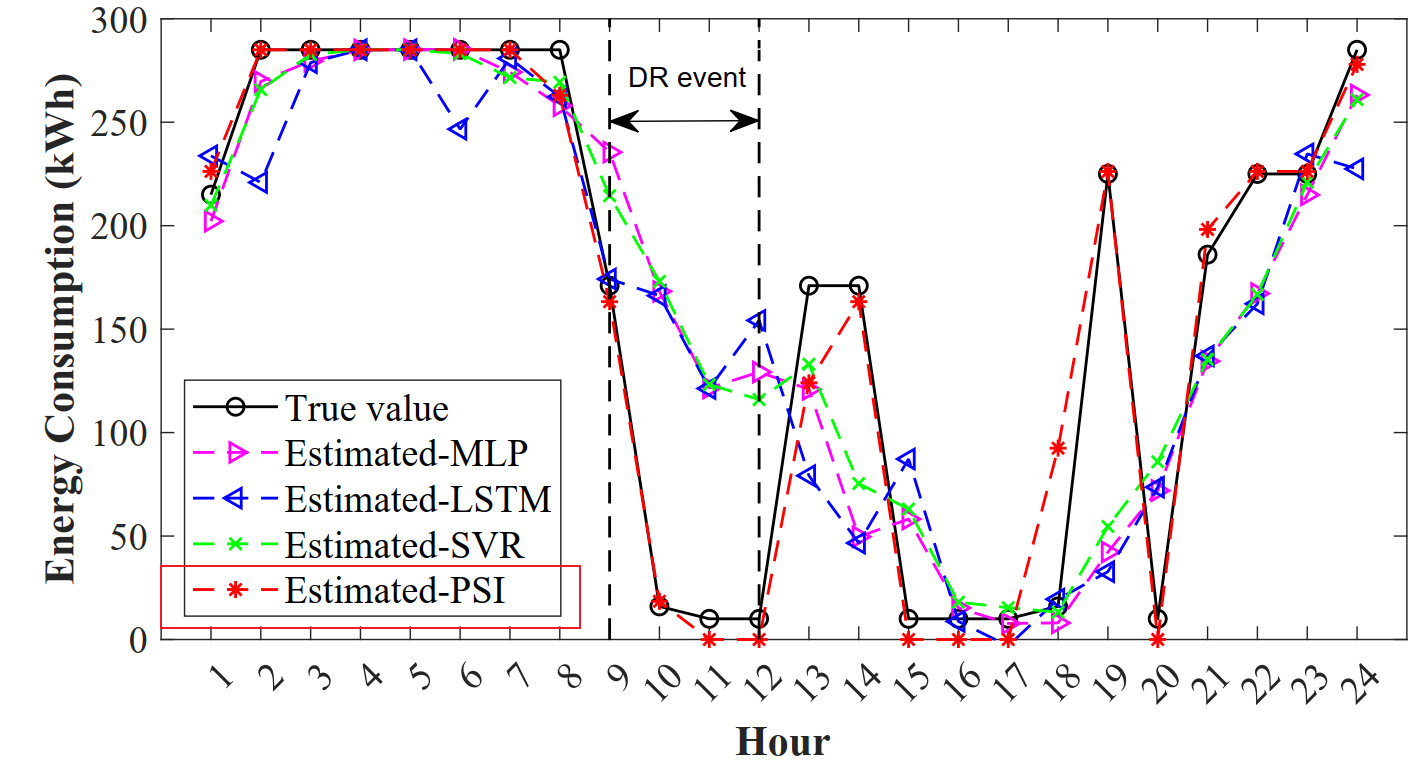 300
250
200
150
100
50
0
Energy Consumption (kWh)
DR event
True value
Estimated-MLP
Estimated-LSTM
Estimated-SVR
Estimated-PSI
1 2 3 4 5 6 7 8 9 10 11 12 13 14 15 16 17 18 19 20 21 22 23 24
Hour